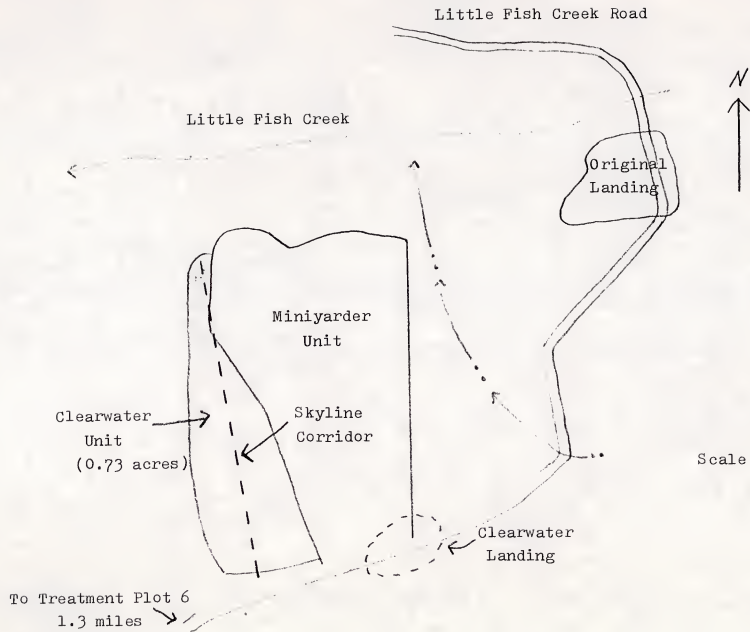 Little Fish Creek Road
N
Little Fish Creek
Original
Landing
Miniyarder
Unit
Clearwater
Unit
(0.73 acres)
Skyline
Corridor
Scale
Clearwater
Landing
To Treatment Plot 6
1.3 miles